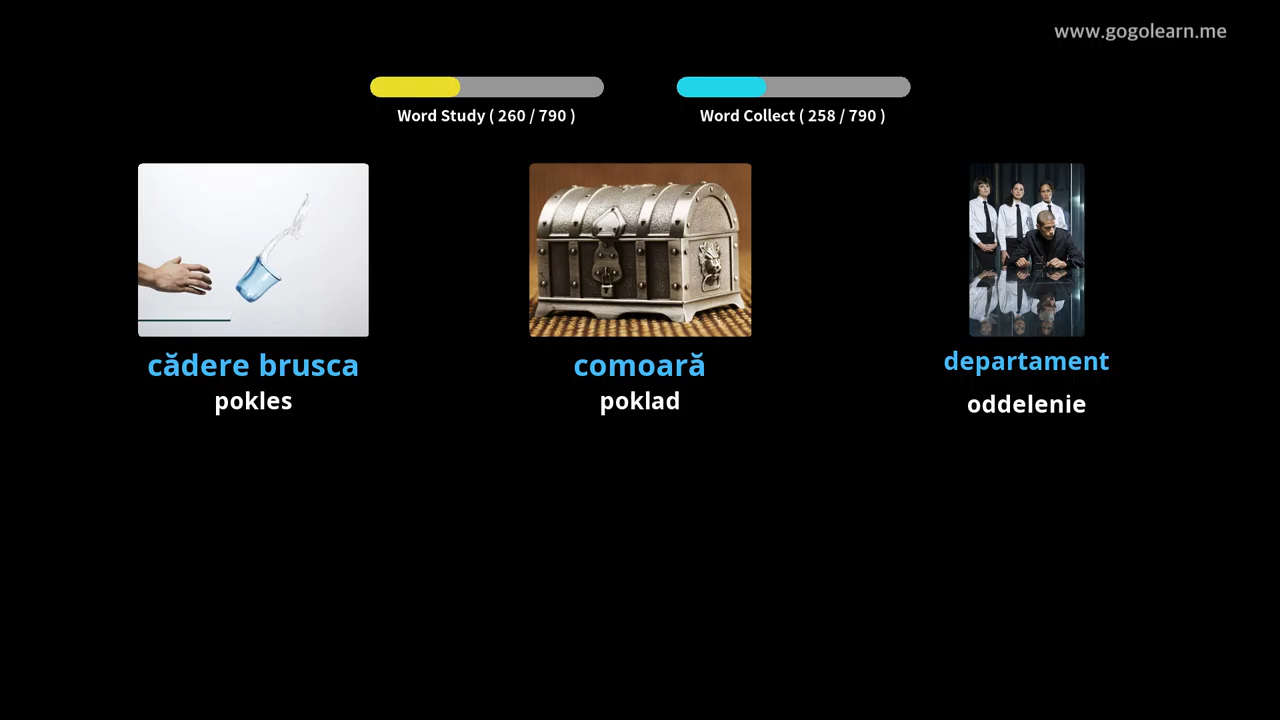 www.gogolearn.me
Word Study ( 260 / 790 )
Word Collect ( 258 / 790 )
cădere brusca
pokles
comoară
poklad
departament
oddelenie